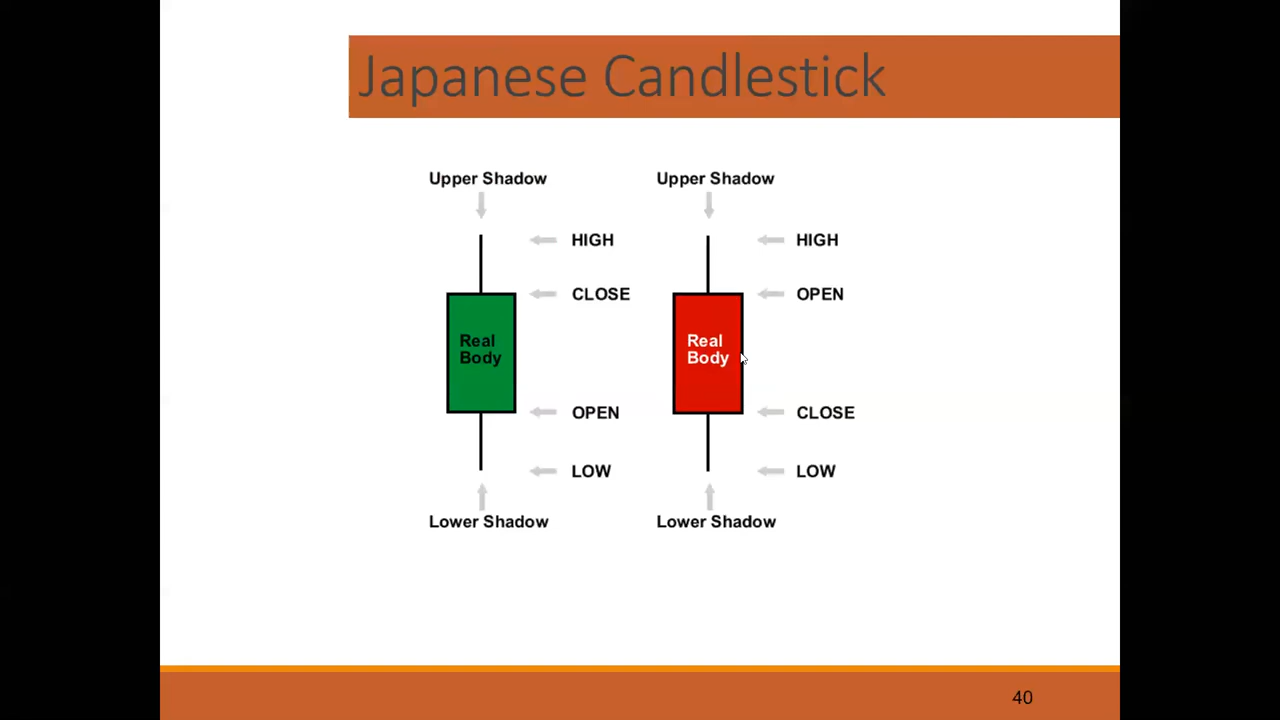 Japanese Candlestick
Upper Shadow
HIGH
CLOSE
Real
Body
OPEN
LOW
Lower Shadow
Upper Shadow
HIGH
OPEN
Real
Body
CLOSE
LOW
Lower Shadow
40